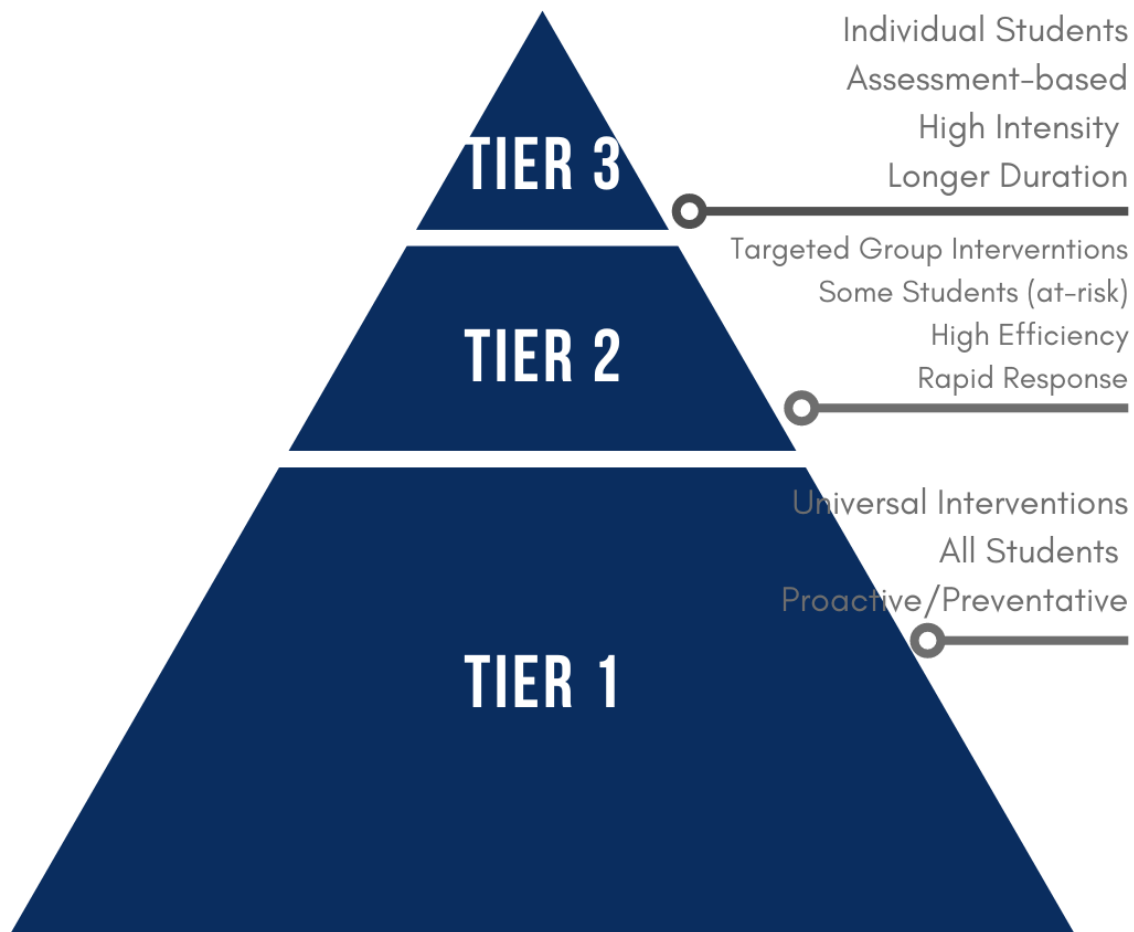 Individual Students
Assessment-based
High Intensity
Longer Duration
TIER 3
Targeted Group Interverntions
Some Students (at-risk)
High Efficiency
Rapid Response
TIER 2
Universal Interventions
All Students
Proactive/Preventative
TIER 1